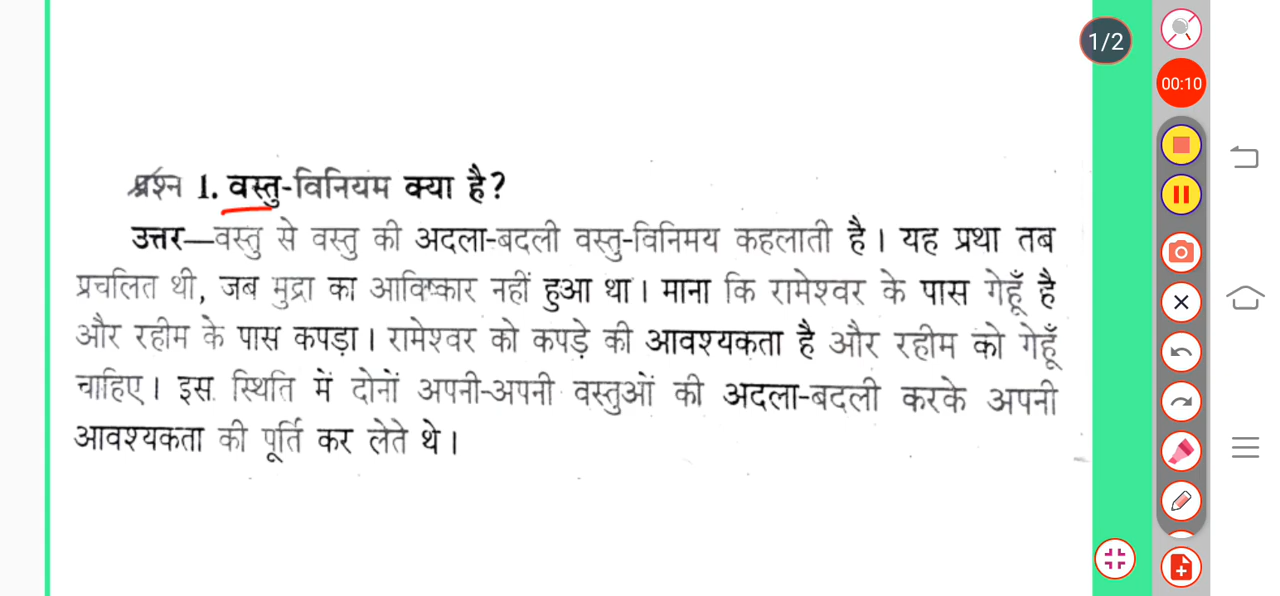 1/2
00:10
प्रश्न 1. वस्तु-विनियम क्या है?
उत्तर—वस्तु से वस्तु की अदला-बदली वस्तु-विनिमय कहलाती है। यह प्रथा तब
प्रचलित थी, जब मुद्रा का आविष्कार नहीं हुआ था। माना कि रामेश्वर के पास गेहूँ है
और रहीम के पास कपड़ा। रामेश्वर को कपड़े की आवश्यकता है और रहीम को गेहूँ
चाहिए। इस स्थिति में दोनों अपनी-अपनी वस्तुओं की अदला-बदली करके अपनी
आवश्यकता की पूर्ति कर लेते थे।